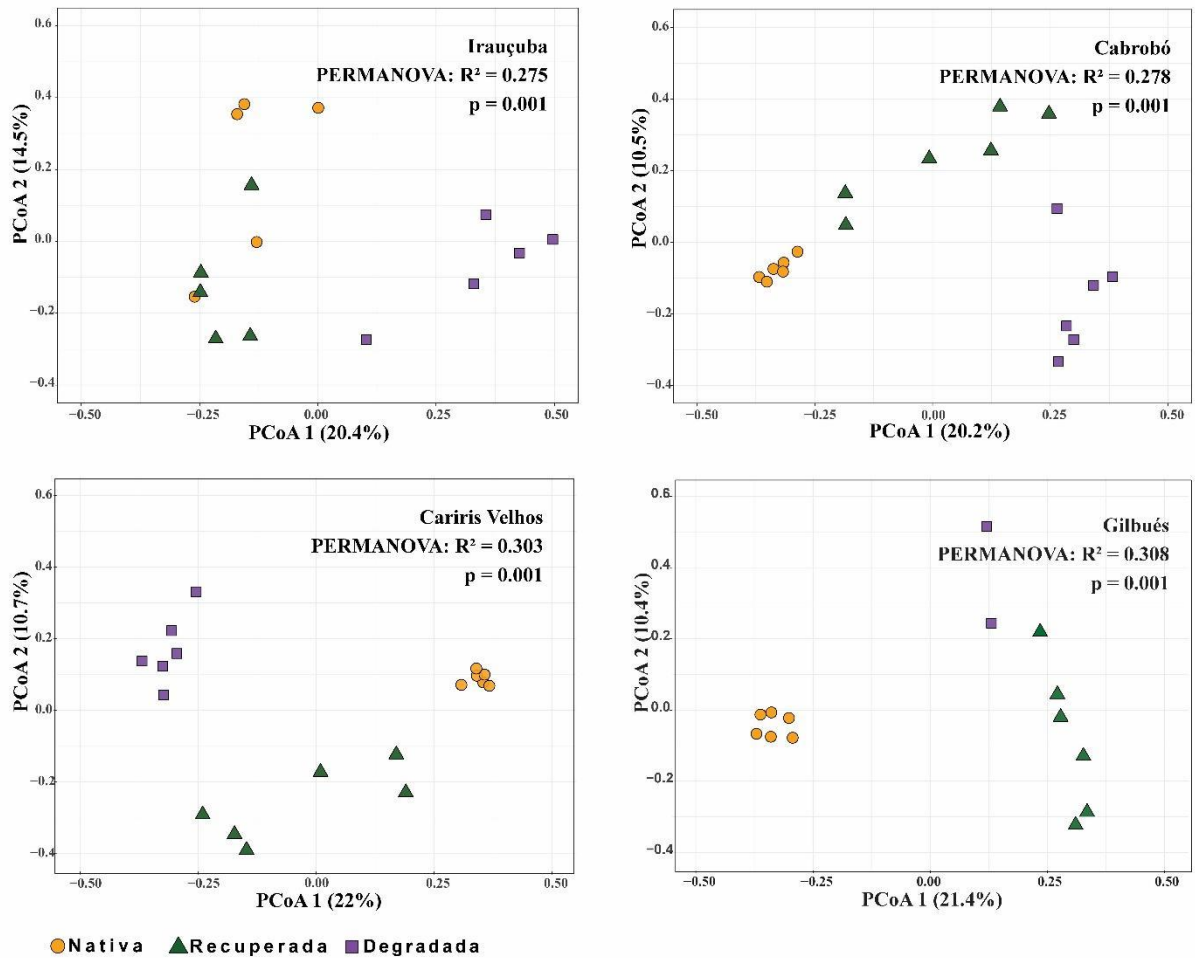 Irauçuba
PERMANOVA: R² = 0.275
p = 0.001
0.6
0.4
0.2
0.0
−0.2
−0.4
PCoA 2 (14.5%)
−0.50
−0.25
0.00
0.25
0.50
PCoA 1 (20.4%)
Cabrobó
PERMANOVA: R² = 0.278
p = 0.001
0.6
0.4
0.2
0.0
−0.2
−0.4
PCoA 2 (10.5%)
−0.50
−0.25
0.00
0.25
0.50
PCoA 1 (20.2%)
Cariris Velhos
PERMANOVA: R² = 0.303
p = 0.001
0.6
0.4
0.2
0.0
−0.2
−0.4
PCoA 2 (10.7%)
−0.50
−0.25
0.00
0.25
0.50
PCoA 1 (22%)
Gilbués
PERMANOVA: R² = 0.308
p = 0.001
0.6
0.4
0.2
0.0
−0.2
−0.4
PCoA 2 (10.4%)
−0.50
−0.25
0.00
0.25
0.50
PCoA 1 (21.4%)
Nativa Recuperada Degradada